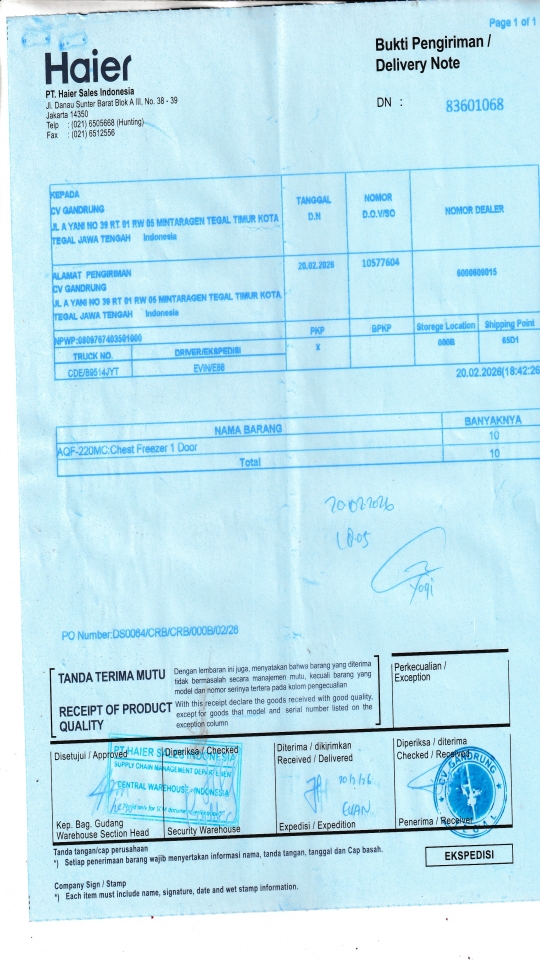 Page 1 of 1
Haier
PT. Haier Sales Indonesia
Jl. Danau Sunter Barat Blok A III, No. 38 - 39
Jakarta 14350
Telp : (021) 6505668 (Hunting)
Fax : (021) 6512556
Bukti Pengiriman /
Delivery Note
DN : 83601068
KEPADA
CV GANDRUNG
JL A YANI NO 39 RT 01 RW 05 MINTARAGEN TEGAL TIMUR KOTA
TEGAL JAWA TENGAH Indonesia
TANGGAL
D.N
NOMOR
D.O.V/SO
NOMOR DEALER
ALAMAT PENGIRIMAN
CV GANDRUNG
JL A YANI NO 39 RT 01 RW 05 MINTARAGEN TEGAL TIMUR KOTA
TEGAL JAWA TENGAH Indonesia
20.02.2026
10577604
6000609015
NPWP:0809767403501000
PKP
BPKP
Storege Location
Shipping Point
TRUCK NO.
DRIVER/EKSPEDISI
X
000B
65D1
CDE/B9514JYT
EVIN/E88
20.02.2026(18:42:26
NAMA BARANG
BANYAKNYA
AQF-220MC:Chest Freezer 1 Door
10
Total
10
20.02.2026
18.05
Yogi
PO Number:DS0064/CRB/CRB/000B/02/26
TANDA TERIMA MUTU
Dengan lembaran ini juga, menyatakan bahwa barang yang diterima
tidak bermasalah secara manajemen mutu, kecuali barang yang
model dan nomor serinya tertera pada kolom pengecualian
RECEIPT OF PRODUCT
QUALITY
With this receipt declare the goods received with good quality,
except for goods that model and serial number listed on the
exception column
Perkecualian /
Exception
Disetujui / Approved
Diperiksa / Checked
Diterima / dikirimkan
Received / Delivered
Diperiksa / diterima
Checked / Received
PT HAIER SALES INDONESIA
SUPPLY CHAIN MANAGEMENT DEPARTEMEN
CENTRAL WAREHOUSE - INDONESIA
CV GANDRUNG
TEGAL
Kep. Bag. Gudang
Warehouse Section Head
Security Warehouse
Expedisi / Expedition
Penerima / Receiver
Tanda tangan/cap perusahaan
*) Setiap penerimaan barang wajib menyertakan informasi nama, tanda tangan, tanggal dan Cap basah.
EKSPEDISI
Company Sign / Stamp
*) Each item must include name, signature, date and wet stamp information.